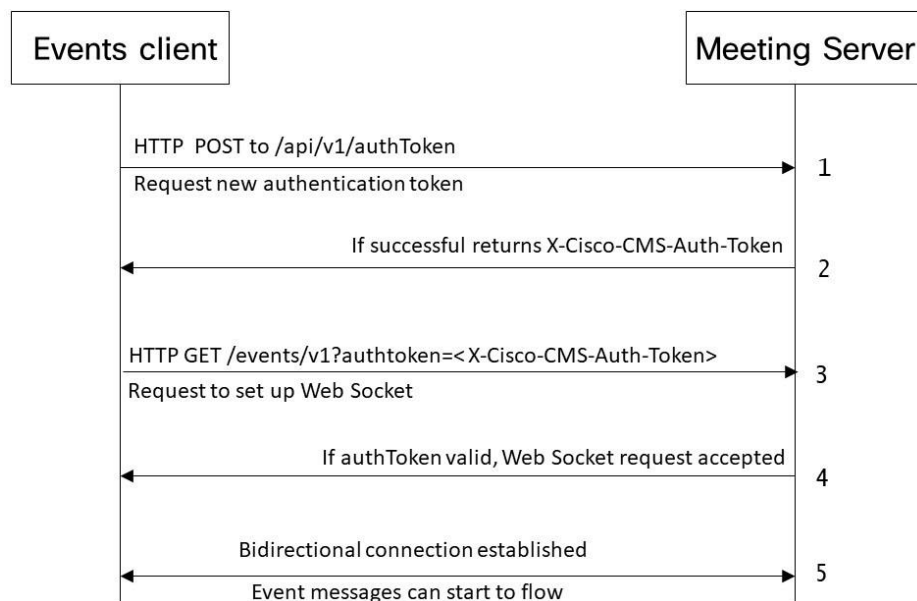 Events client
Meeting Server
HTTP POST to /api/v1/authToken
1
Request new authentication token
If successful returns X-Cisco-CMS-Auth-Token
2
HTTP GET /events/v1?authtoken=<X-Cisco-CMS-Auth-Token>
3
Request to set up Web Socket
If authToken valid, Web Socket request accepted
4
Bidirectional connection established
5
Event messages can start to flow